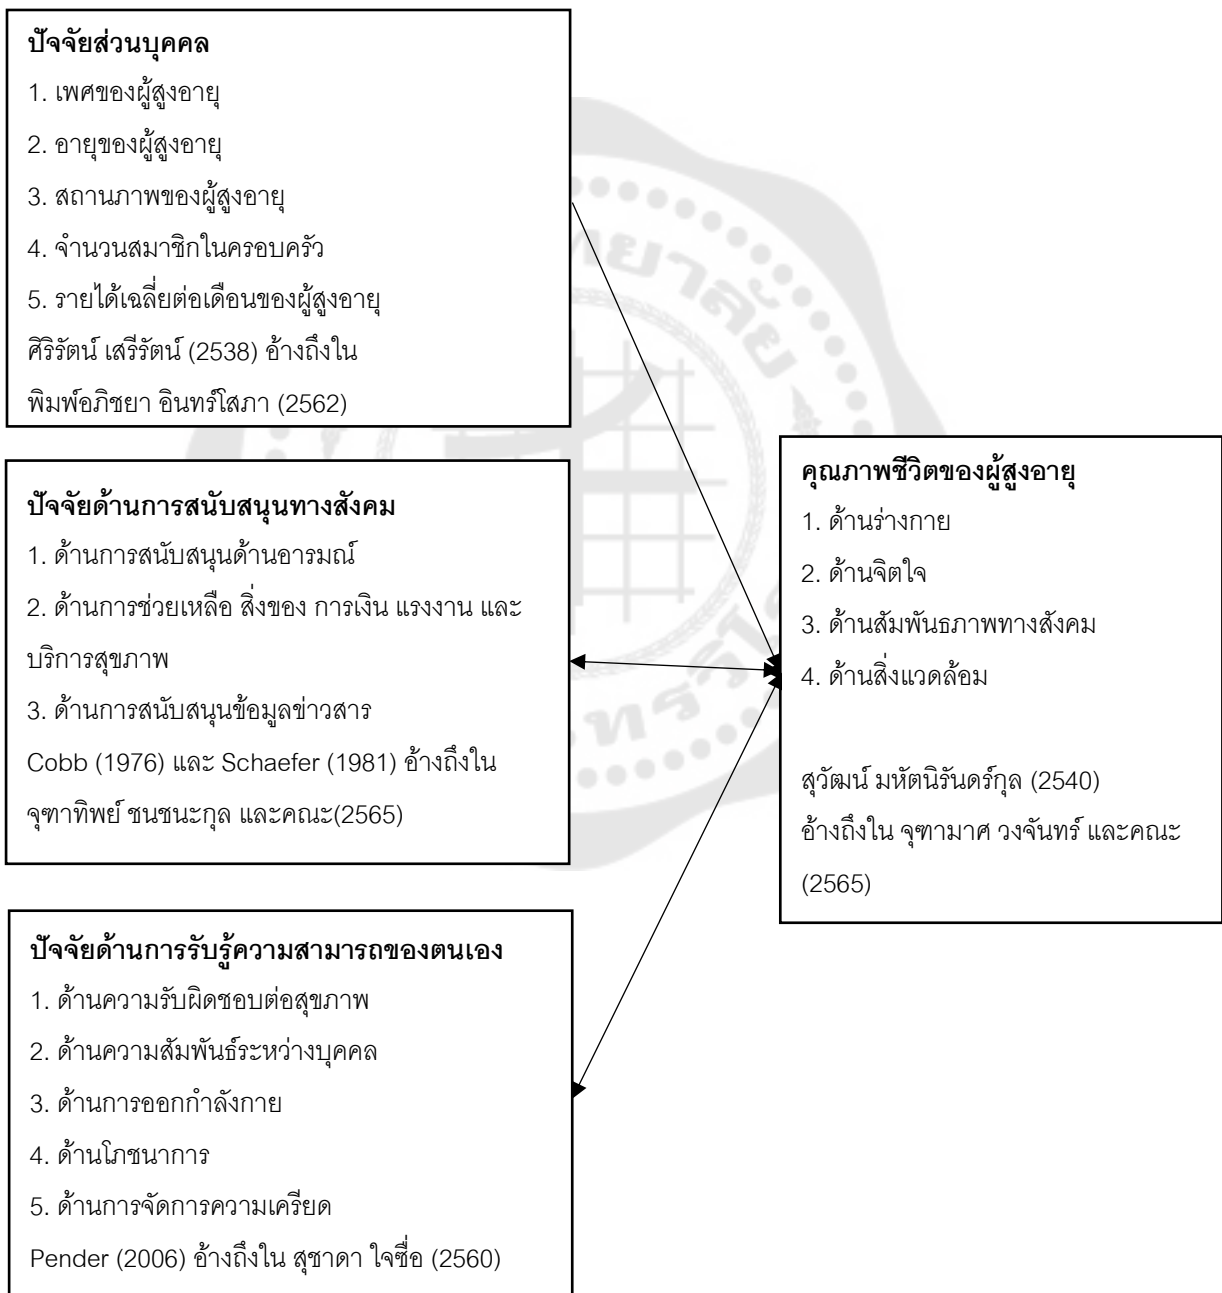 ปัจจัยส่วนบุคคล
1. เพศของผู้สูงอายุ
2. อายุของผู้สูงอายุ
3. สถานภาพของผู้สูงอายุ
4. จำนวนสมาชิกในครอบครัว
5. รายได้เฉลี่ยต่อเดือนของผู้สูงอายุ
ศิริรัตน์ เสรีรัตน์ (2538) อ้างถึงใน
พิมพ์อภิชยา อินทร์โสภา (2562)
ปัจจัยด้านการสนับสนุนทางสังคม
1. ด้านการสนับสนุนด้านอารมณ์
2. ด้านการช่วยเหลือ สิ่งของ การเงิน แรงงาน และ
บริการสุขภาพ
3. ด้านการสนับสนุนข้อมูลข่าวสาร
Cobb (1976) และ Schaefer (1981) อ้างถึงใน
จุฑาทิพย์ ชนชนะกุล และคณะ(2565)
ปัจจัยด้านการรับรู้ความสามารถของตนเอง
1. ด้านความรับผิดชอบต่อสุขภาพ
2. ด้านความสัมพันธ์ระหว่างบุคคล
3. ด้านการออกกำลังกาย
4. ด้านโภชนาการ
5. ด้านการจัดการความเครียด
Pender (2006) อ้างถึงใน สุชาดา ใจซื่อ (2560)
คุณภาพชีวิตของผู้สูงอายุ
1. ด้านร่างกาย
2. ด้านจิตใจ
3. ด้านสัมพันธภาพทางสังคม
4. ด้านสิ่งแวดล้อม
สุวัฒน์ มหัตนิรันดร์กุล (2540)
อ้างถึงใน จุฑามาศ วงจันทร์ และคณะ
(2565)